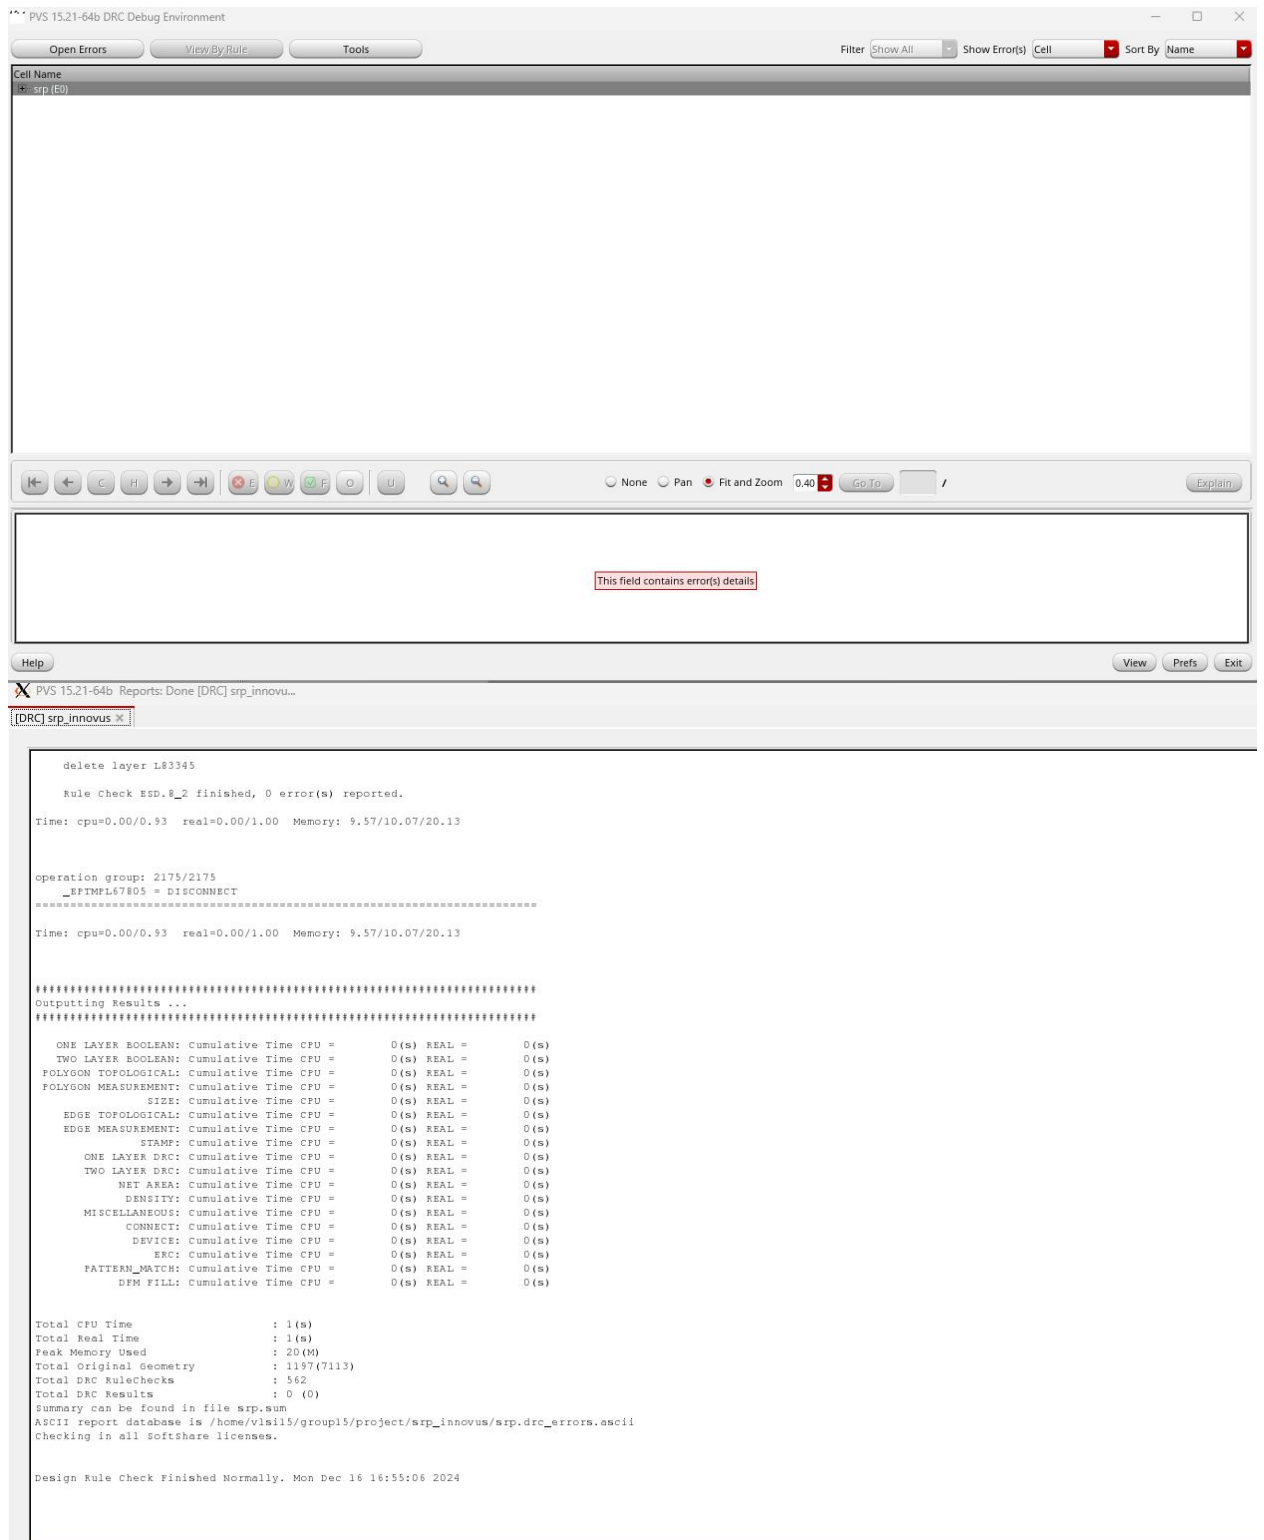 PVS 15.21-64b DRC Debug Environment
Open Errors View By Rule Tools Filter Show All Show Error(s) Cell Sort By Name
Cell Name
srp (E0)
C H E W F O U None Pan Fit and Zoom 0.40 Go To / Explain
This field contains error(s) details
Help View Prefs Exit
PVS 15.21-64b Reports: Done [DRC] srp_innovu...
[DRC] srp_innovus
delete layer L83345
Rule Check ESD.8_2 finished, 0 error(s) reported.
Time: cpu=0.00/0.93 real=0.00/1.00 Memory: 9.57/10.07/20.13
operation group: 2175/2175
_EPTMPL67805 = DISCONNECT
========================================================================
Time: cpu=0.00/0.93 real=0.00/1.00 Memory: 9.57/10.07/20.13
########################################################################
Outputting Results ...
########################################################################
ONE LAYER BOOLEAN: Cumulative Time CPU = 0(s) REAL = 0(s)
TWO LAYER BOOLEAN: Cumulative Time CPU = 0(s) REAL = 0(s)
POLYGON TOPOLOGICAL: Cumulative Time CPU = 0(s) REAL = 0(s)
POLYGON MEASUREMENT: Cumulative Time CPU = 0(s) REAL = 0(s)
SIZE: Cumulative Time CPU = 0(s) REAL = 0(s)
EDGE TOPOLOGICAL: Cumulative Time CPU = 0(s) REAL = 0(s)
EDGE MEASUREMENT: Cumulative Time CPU = 0(s) REAL = 0(s)
STAMP: Cumulative Time CPU = 0(s) REAL = 0(s)
ONE LAYER DRC: Cumulative Time CPU = 0(s) REAL = 0(s)
TWO LAYER DRC: Cumulative Time CPU = 0(s) REAL = 0(s)
NET AREA: Cumulative Time CPU = 0(s) REAL = 0(s)
DENSITY: Cumulative Time CPU = 0(s) REAL = 0(s)
MISCELLANEOUS: Cumulative Time CPU = 0(s) REAL = 0(s)
CONNECT: Cumulative Time CPU = 0(s) REAL = 0(s)
DEVICE: Cumulative Time CPU = 0(s) REAL = 0(s)
ERC: Cumulative Time CPU = 0(s) REAL = 0(s)
PATTERN_MATCH: Cumulative Time CPU = 0(s) REAL = 0(s)
DFM FILL: Cumulative Time CPU = 0(s) REAL = 0(s)
Total CPU Time : 1(s)
Total Real Time : 1(s)
Peak Memory Used : 20(M)
Total Original Geometry : 1197(7113)
Total DRC RuleChecks : 562
Total DRC Results : 0 (0)
Summary can be found in file srp.sum
ASCII report database is /home/vlsi15/group15/project/srp_innovus/srp.drc_errors.ascii
Checking in all SoftShare licenses.
Design Rule Check Finished Normally. Mon Dec 16 16:55:06 2024